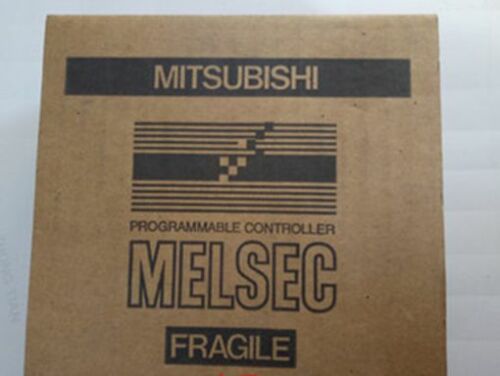 MITSUBISHI
PROGRAMMABLE CONTROLLER
MELSEC
FRAGILE